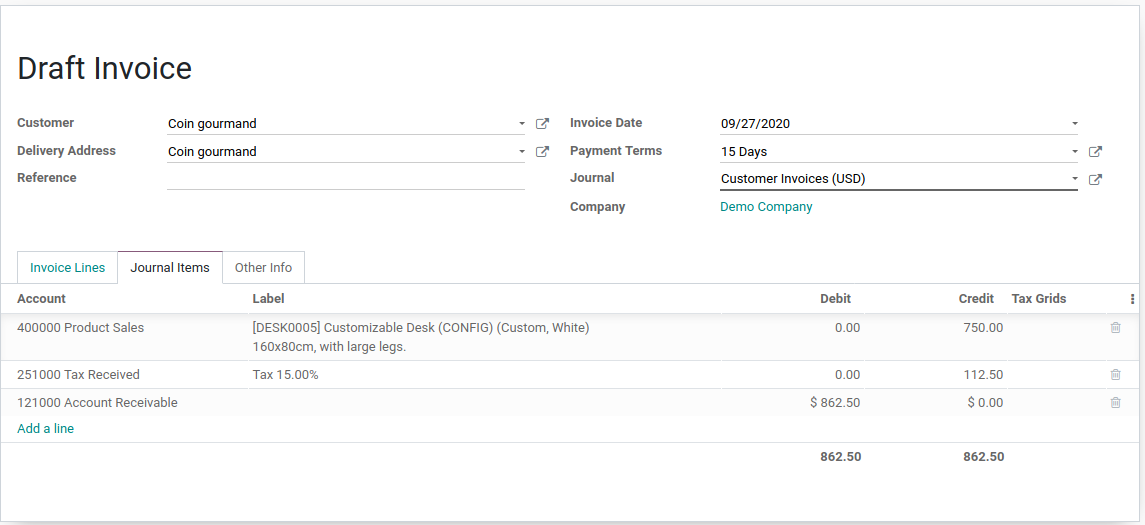 Draft Invoice
Customer Coin gourmand Invoice Date 09/27/2020
Delivery Address Coin gourmand Payment Terms 15 Days
Reference Journal Customer Invoices (USD)
Company Demo Company
Invoice Lines Journal Items Other Info
Account Label Debit Credit Tax Grids
400000 Product Sales [DESK0005] Customizable Desk (CONFIG) (Custom, White) 0.00 750.00
160x80cm, with large legs.
251000 Tax Received Tax 15.00% 0.00 112.50
121000 Account Receivable $ 862.50 $ 0.00
Add a line
862.50 862.50